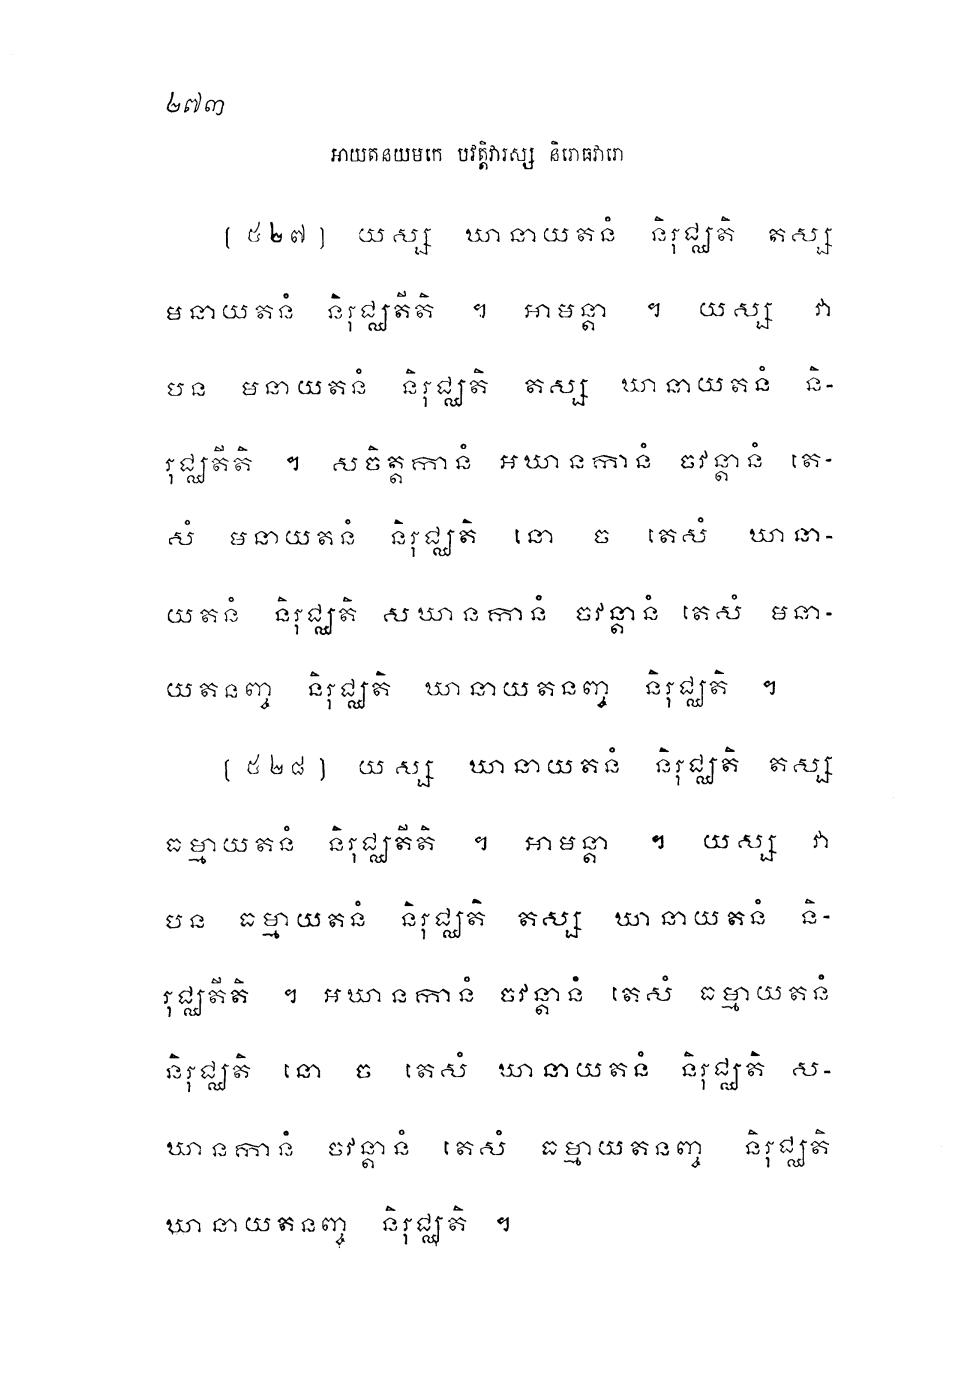 ២៧៣
អាយតនយមកេ បវត្តិវារស្ស និរោធវារោ
[ ៥២៧ ] យស្ស ឃានាយតនំ និរុជ្ឈតិ តស្ស
មនាយតនំ និរុជ្ឈតីតិ ។ អាមន្តា ។ យស្ស វា
បន មនាយតនំ និរុជ្ឈតិ តស្ស ឃានាយតនំ និ-
រុជ្ឈតីតិ ។ សចិត្តកានំ អឃានកានំ ចវន្តានំ តេ-
សំ មនាយតនំ និរុជ្ឈតិ នោ ច តេសំ ឃានា-
យតនំ និរុជ្ឈតិ សឃានកានំ ចវន្តានំ តេសំ មនា-
យតនញ្ច និរុជ្ឈតិ ឃានាយតនញ្ច និរុជ្ឈតិ ។
[ ៥២៨ ] យស្ស ឃានាយតនំ និរុជ្ឈតិ តស្ស
ធម្មាយតនំ និរុជ្ឈតីតិ ។ អាមន្តា ។ យស្ស វា
បន ធម្មាយតនំ និរុជ្ឈតិ តស្ស ឃានាយតនំ និ-
រុជ្ឈតីតិ ។ អឃានកានំ ចវន្តានំ តេសំ ធម្មាយតនំ
និរុជ្ឈតិ នោ ច តេសំ ឃានាយតនំ និរុជ្ឈតិ ស-
ឃានកានំ ចវន្តានំ តេសំ ធម្មាយតនញ្ច និរុជ្ឈតិ
ឃានាយតនញ្ច និរុជ្ឈតិ ។